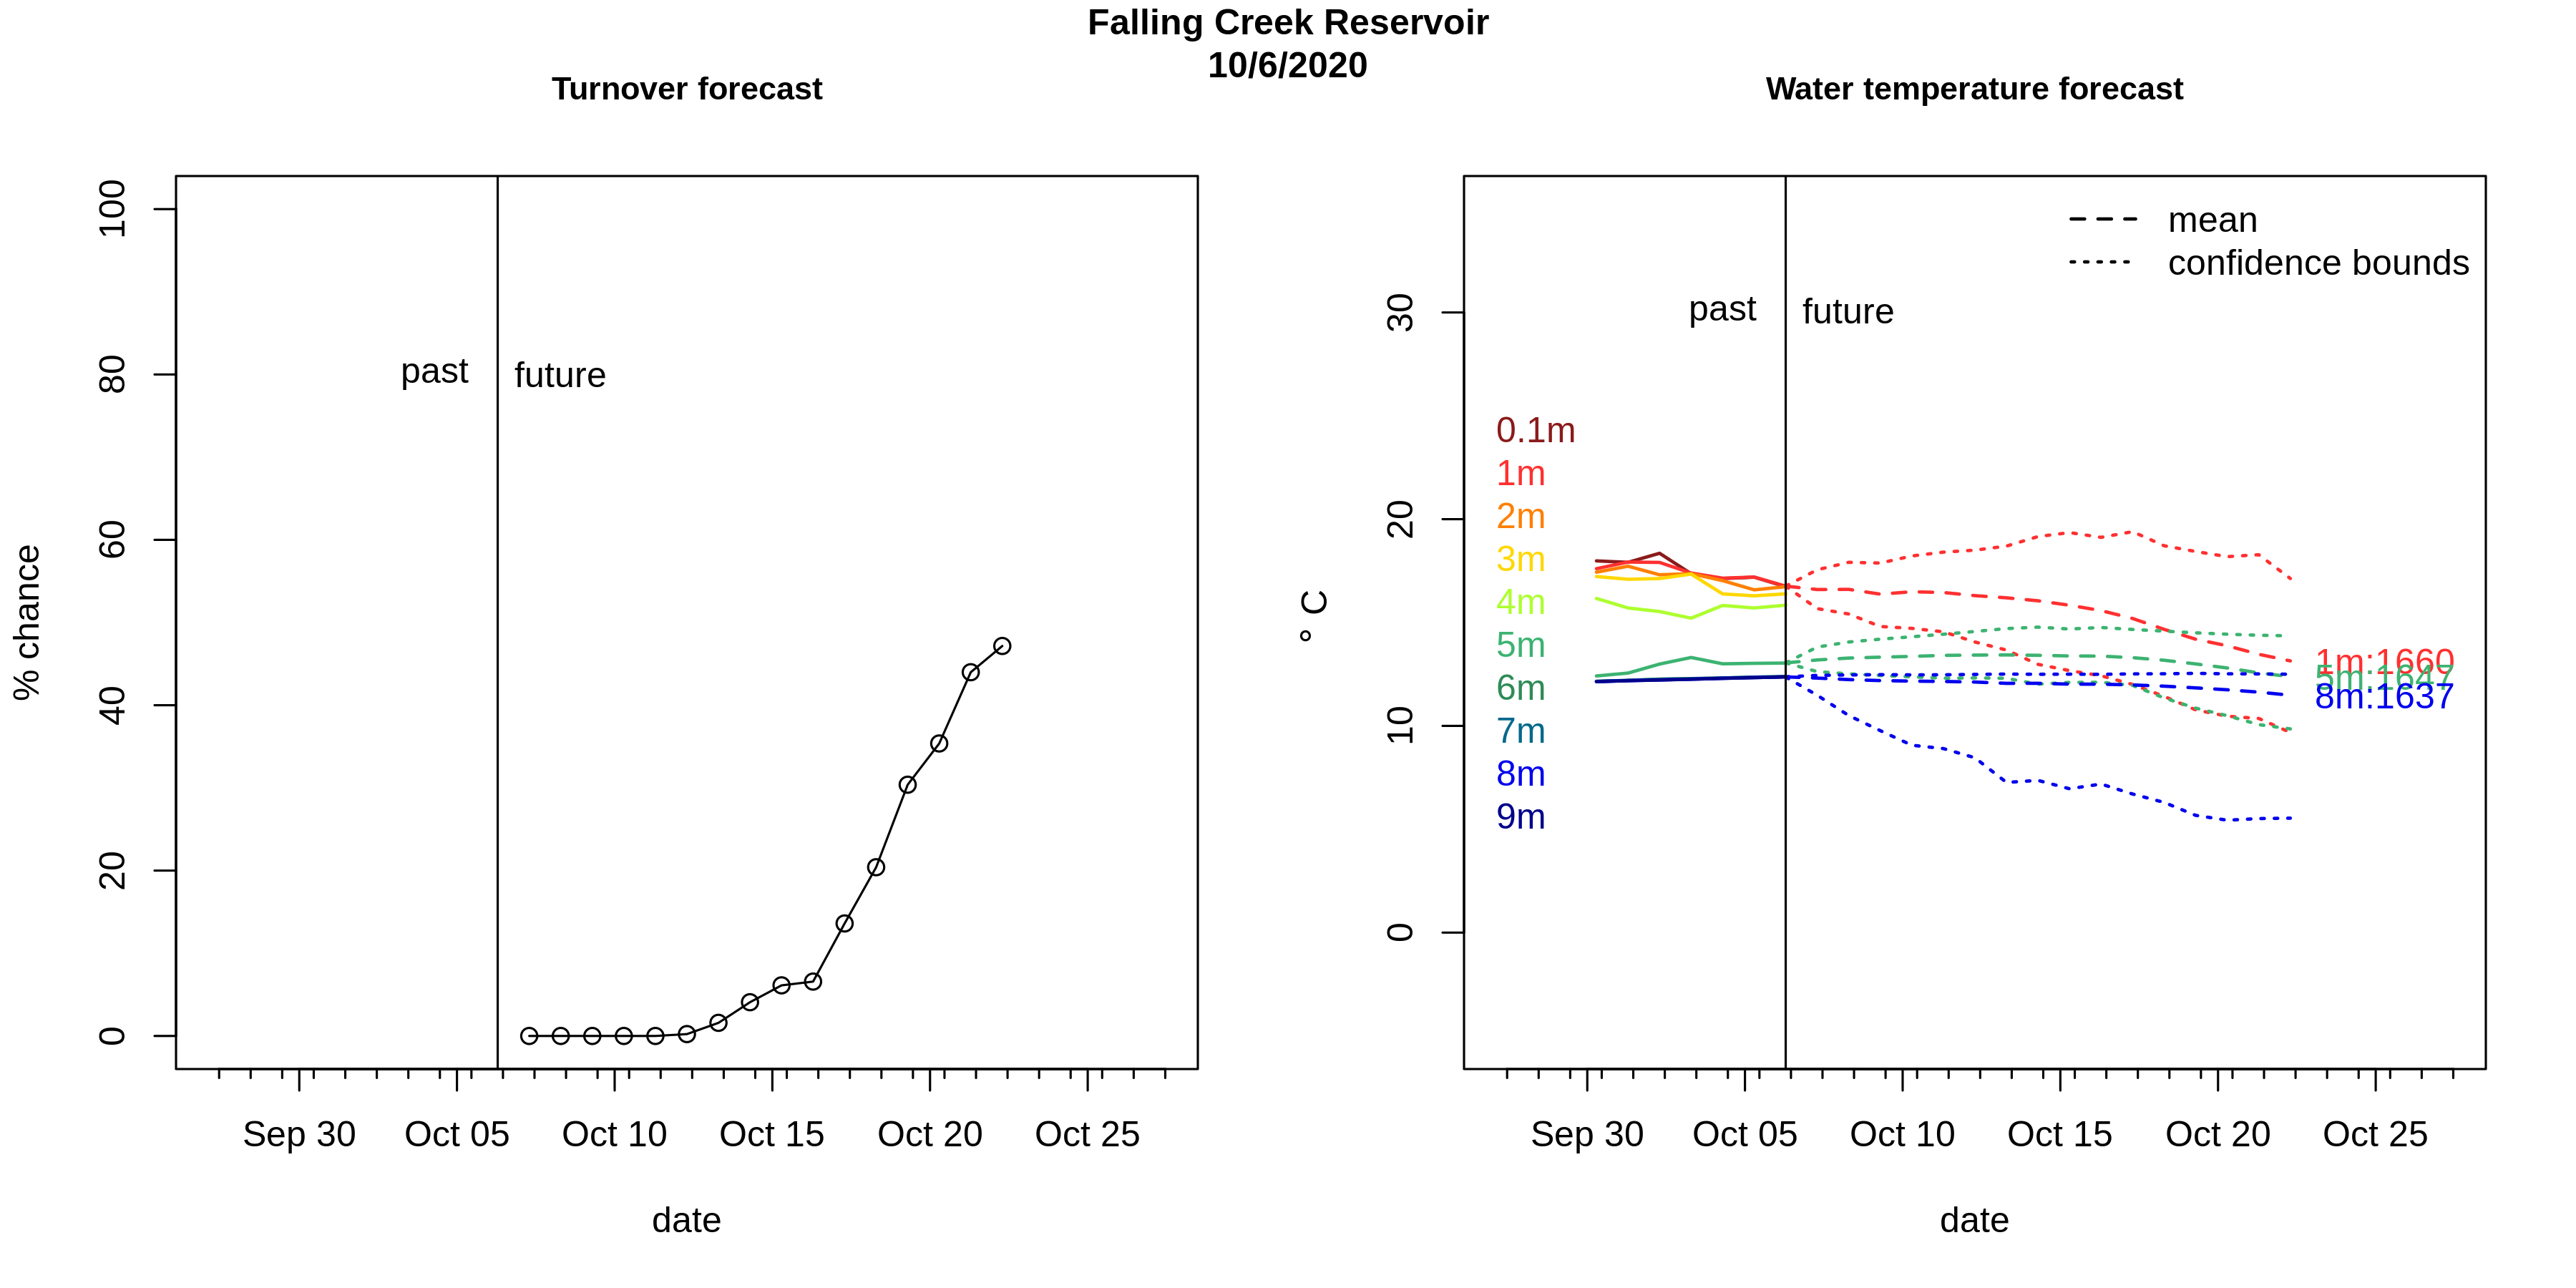 Falling Creek Reservoir
10/6/2020
Turnover forecast
% chance
100
80
60
40
20
0
past
future
Sep 30
Oct 05
Oct 10
Oct 15
Oct 20
Oct 25
date
Water temperature forecast
° C
30
20
10
0
mean
confidence bounds
past
future
0.1m
1m
2m
3m
4m
5m
6m
7m
8m
9m
1m:1660
5m:1647
8m:1637
Sep 30
Oct 05
Oct 10
Oct 15
Oct 20
Oct 25
date